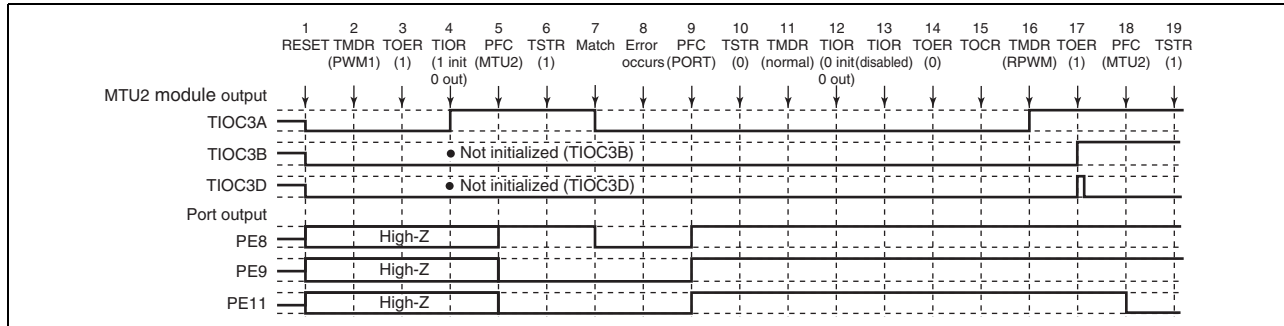 1 2 3 4 5 6 7 8 9 10 11 12 13 14 15 16 17 18 19
RESET TMDR TOER TIOR PFC TSTR Match Error PFC TSTR TMDR TIOR TIOR TOER TOCR TMDR TOER PFC TSTR
(PWM1) (1) (1 init (MTU2) (1) occurs (PORT) (0) (normal) (0 init (disabled) (0) (RPWM) (1) (MTU2) (1)
0 out) 0 out)
MTU2 module output
TIOC3A
TIOC3B • Not initialized (TIOC3B)
TIOC3D • Not initialized (TIOC3D)
Port output
PE8 High-Z
PE9 High-Z
PE11 High-Z